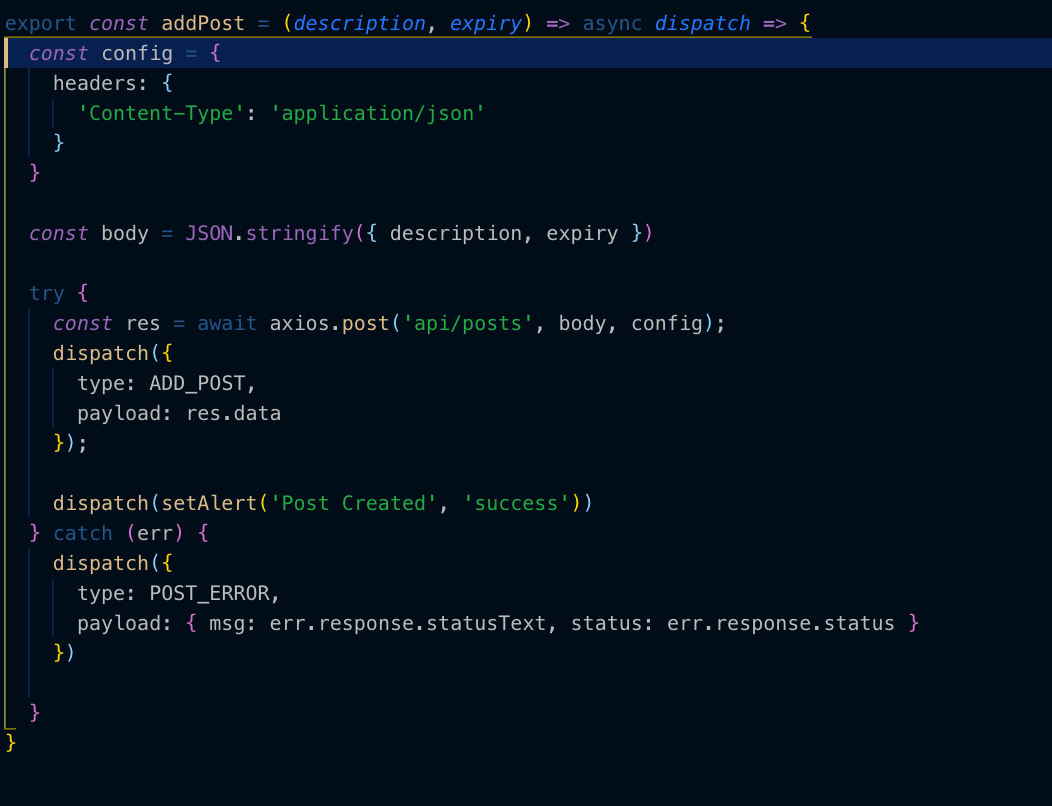 export const addPost = (description, expiry) => async dispatch => {
  const config = {
    headers: {
      'Content-Type': 'application/json'
    }
  }

  const body = JSON.stringify({ description, expiry })

  try {
    const res = await axios.post('api/posts', body, config);
    dispatch({
      type: ADD_POST,
      payload: res.data
    });

    dispatch(setAlert('Post Created', 'success'))
  } catch (err) {
    dispatch({
      type: POST_ERROR,
      payload: { msg: err.response.statusText, status: err.response.status }
    })

  }
}